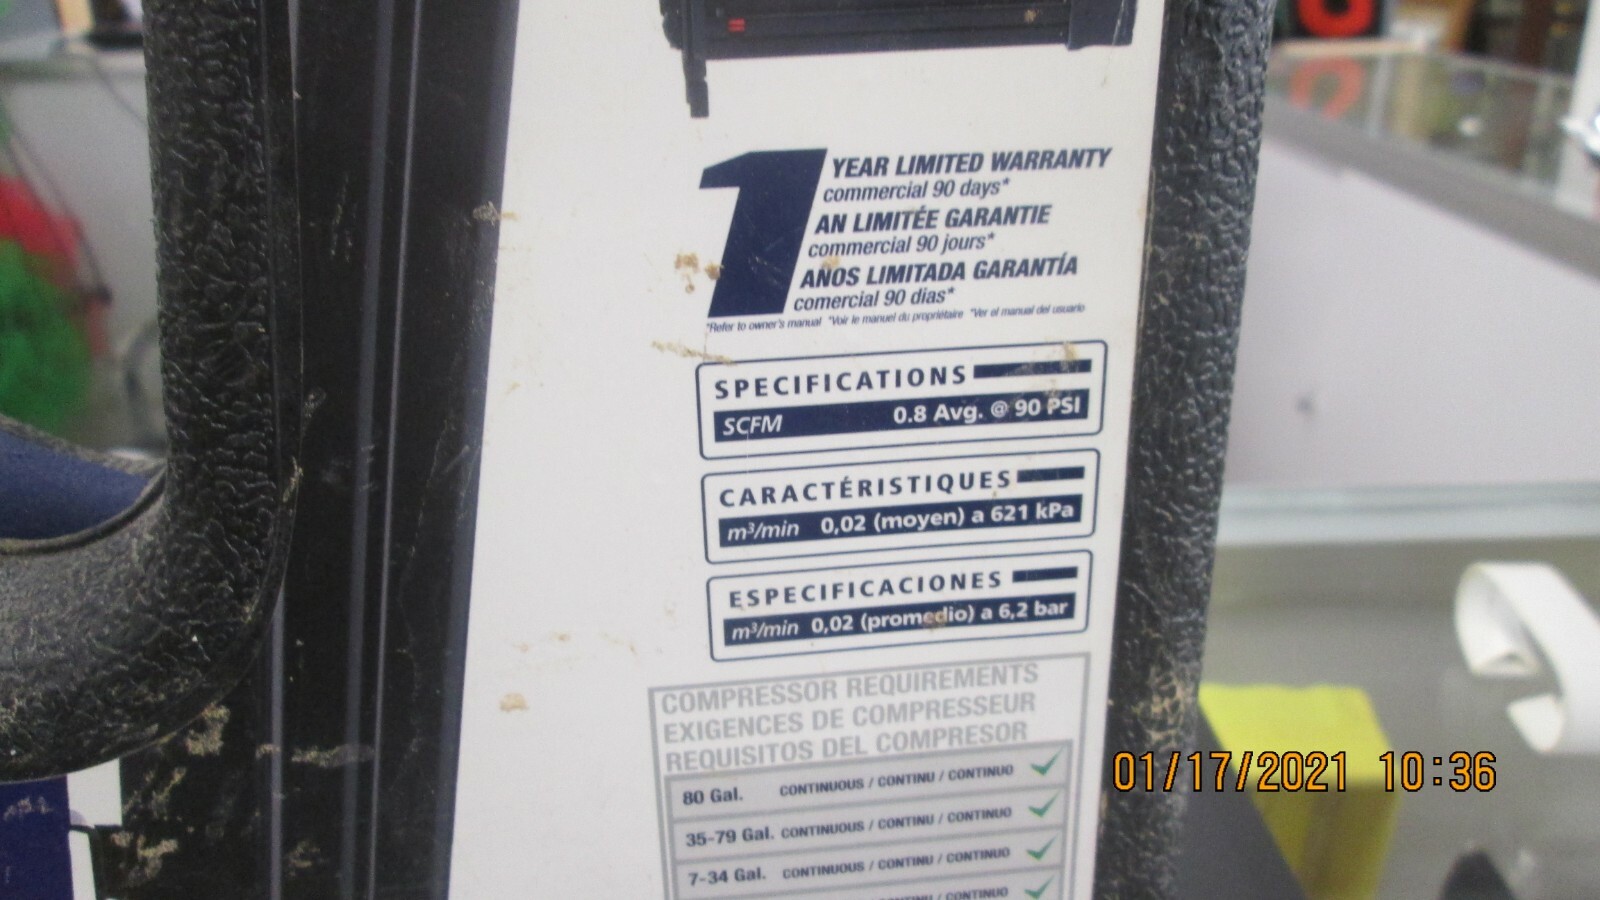 1
YEAR LIMITED WARRANTY
commercial 90 days*
AN LIMITÉE GARANTIE
commercial 90 jours*
AÑOS LIMITADA GARANTÍA
comercial 90 dias*
*Refer to owner's manual *Voir le manuel du propriétaire *Ver el manual del usuario
SPECIFICATIONS
SCFM 0.8 Avg. @ 90 PSI
CARACTÉRISTIQUES
m³/min 0,02 (moyen) a 621 kPa
ESPECIFICACIONES
m³/min 0,02 (promedio) a 6,2 bar
COMPRESSOR REQUIREMENTS
EXIGENCES DE COMPRESSEUR
REQUISITOS DEL COMPRESOR
80 Gal. CONTINUOUS / CONTINU / CONTINUO
35-79 Gal. CONTINUOUS / CONTINU / CONTINUO
7-34 Gal. CONTINUOUS / CONTINU / CONTINUO
CONTINUOUS / CONTINU / CONTINUO
01/17/2021 10:36